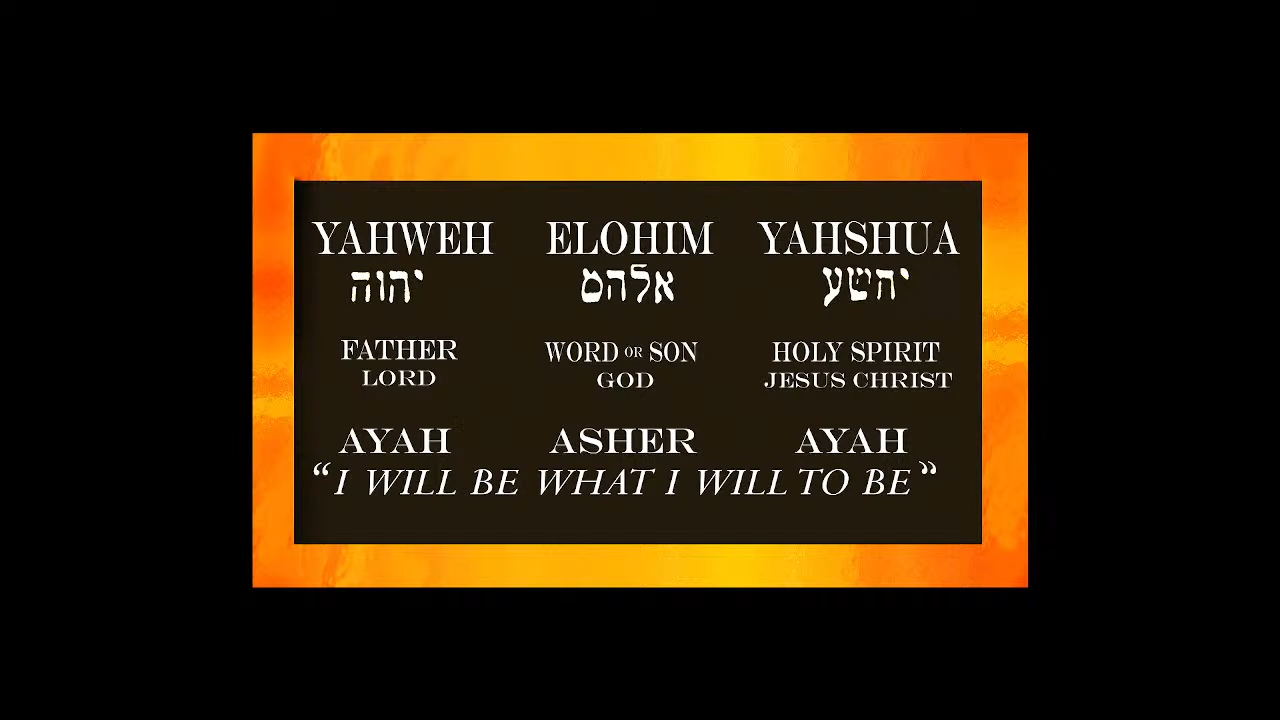 YAHWEH ELOHIM YAHSHUA
יהוה אלהמ יהשע
FATHER WORD OR SON HOLY SPIRIT
LORD GOD JESUS CHRIST
AYAH ASHER AYAH
“I WILL BE WHAT I WILL TO BE”